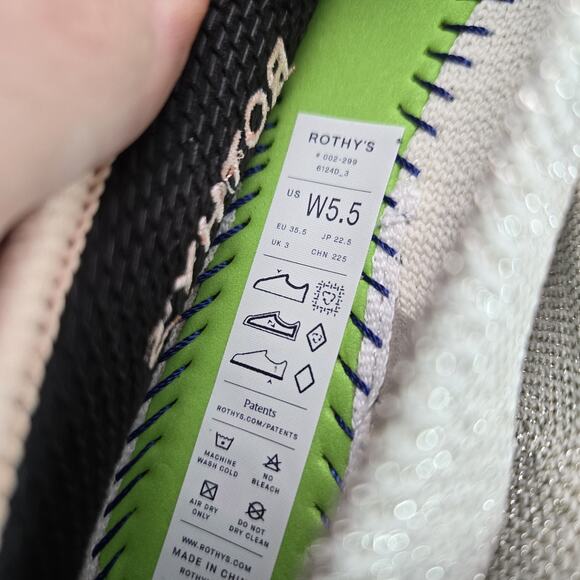 ROTHY'S
# 002-299
6124D_3
US W5.5
EU 35.5 JP 22.5
UK 3 CHN 225
Patents
ROTHYS.COM/PATENTS
MACHINE
WASH COLD
NO
BLEACH
AIR DRY
ONLY
DO NOT
DRY CLEAN
WWW.ROTHYS.COM
MADE IN CHIN
ROTHY